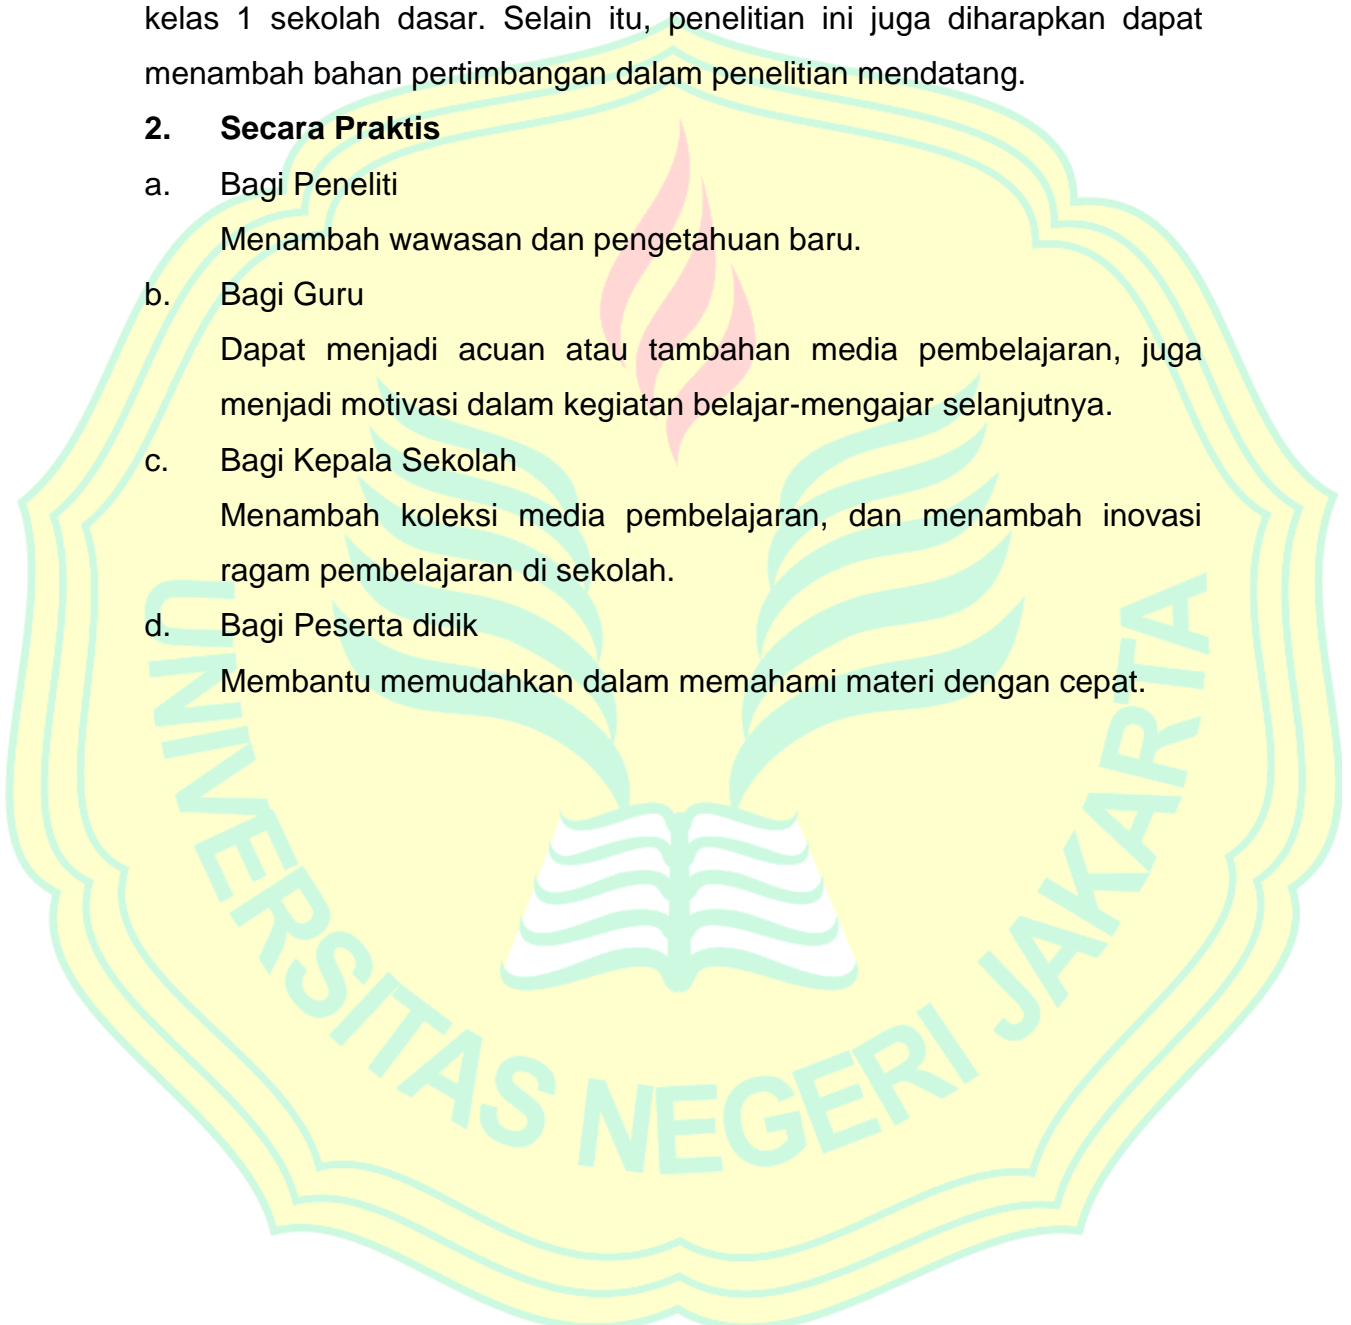 kelas 1 sekolah dasar. Selain itu, penelitian ini juga diharapkan dapat
menambah bahan pertimbangan dalam penelitian mendatang.
2. Secara Praktis
a. Bagi Peneliti
Menambah wawasan dan pengetahuan baru.
b. Bagi Guru
Dapat menjadi acuan atau tambahan media pembelajaran, juga
menjadi motivasi dalam kegiatan belajar-mengajar selanjutnya.
c. Bagi Kepala Sekolah
Menambah koleksi media pembelajaran, dan menambah inovasi
ragam pembelajaran di sekolah.
d. Bagi Peserta didik
Membantu memudahkan dalam memahami materi dengan cepat.
UNIVERSITAS NEGERI JAKARTA